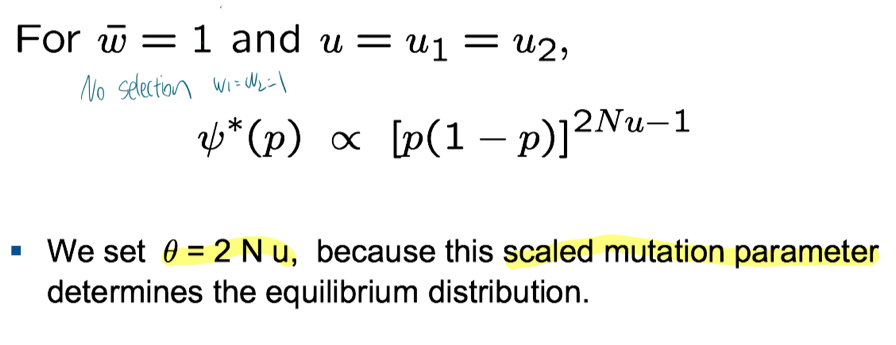 For w̄ = 1 and u = u₁ = u₂,
No selection w₁=w₂=1
ψ*(p) ∝ [p(1 − p)]^{2Nu−1}
▪ We set θ = 2 N u, because this scaled mutation parameter
determines the equilibrium distribution.